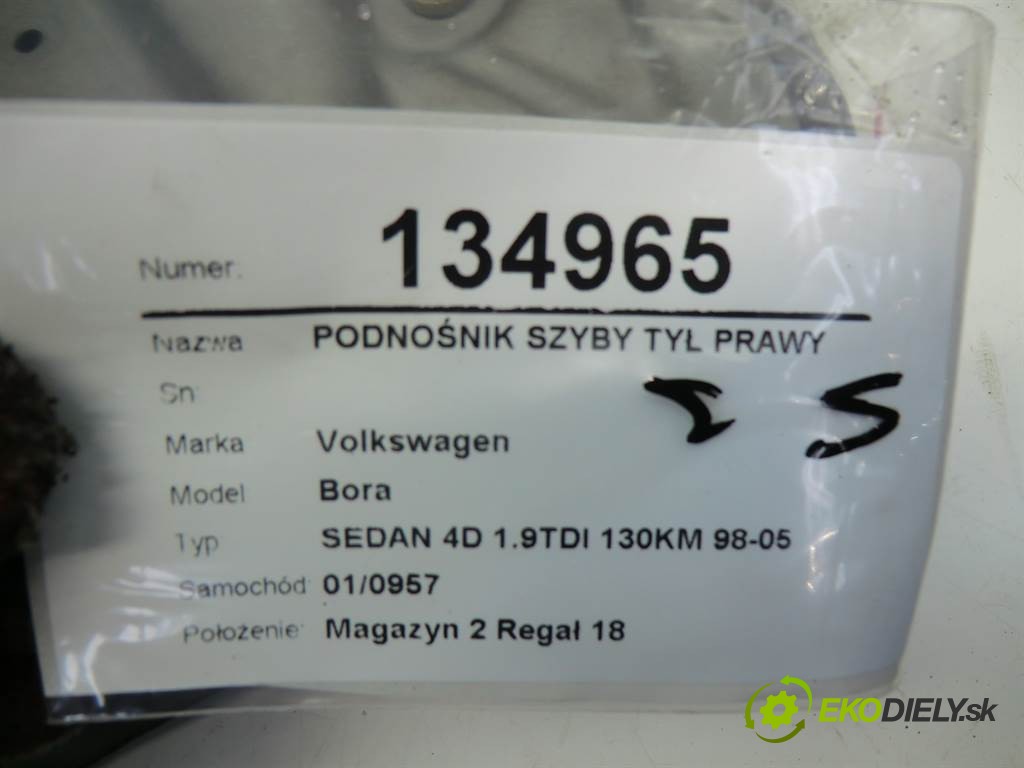 Numer: 134965
Nazwa PODNOŚNIK SZYBY TYŁ PRAWY
Sn:
Marka Volkswagen
Model Bora
Typ SEDAN 4D 1.9TDI 130KM 98-05
Samochód: 01/0957
Położenie: Magazyn 2 Regał 18
EKODIELY.sk